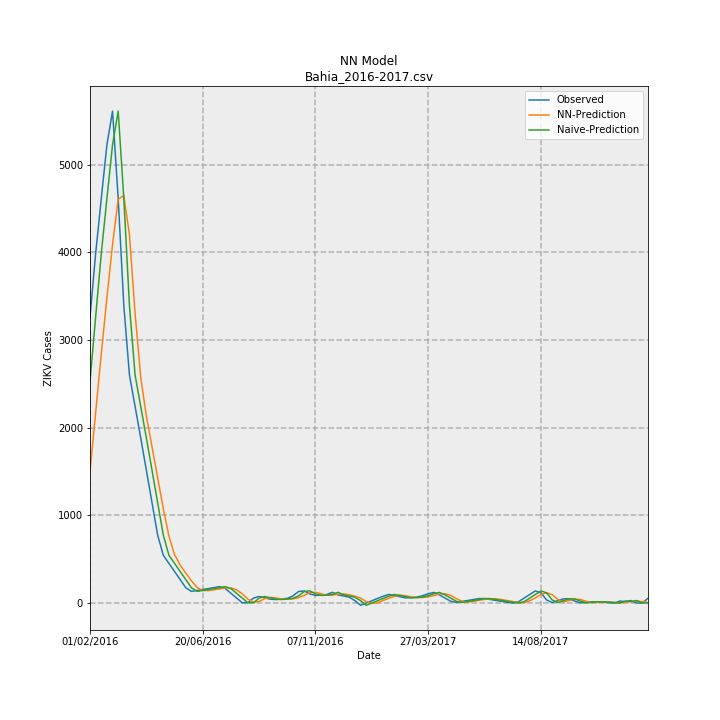 NN Model
Bahia_2016-2017.csv
Observed
NN-Prediction
Naive-Prediction
ZIKV Cases
5000
4000
3000
2000
1000
0
01/02/2016
20/06/2016
07/11/2016
27/03/2017
14/08/2017
Date